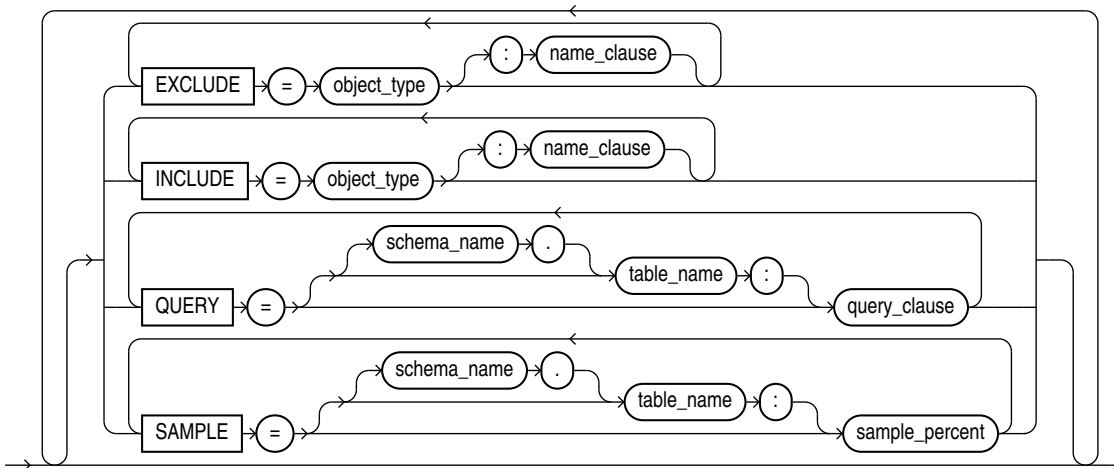 : name_clause
EXCLUDE = object_type
: name_clause
INCLUDE = object_type
schema_name .
table_name :
QUERY = query_clause
schema_name .
table_name :
SAMPLE = sample_percent